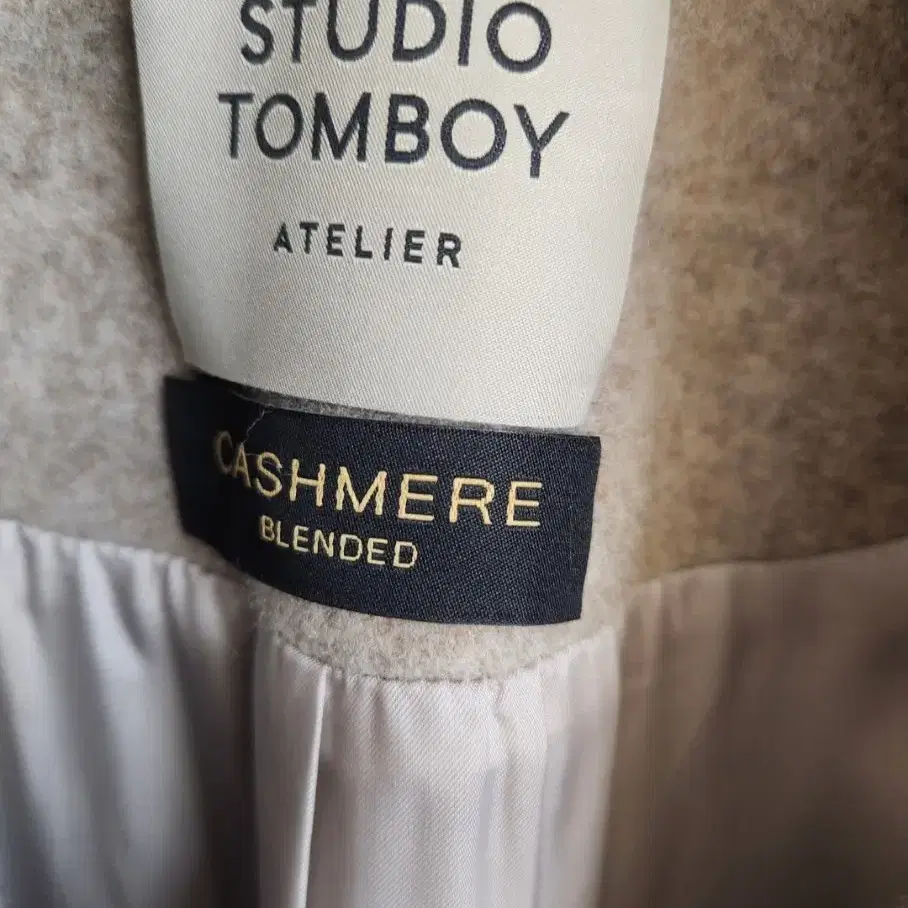 STUDIO
TOMBOY
ATELIER
CASHMERE
BLENDED